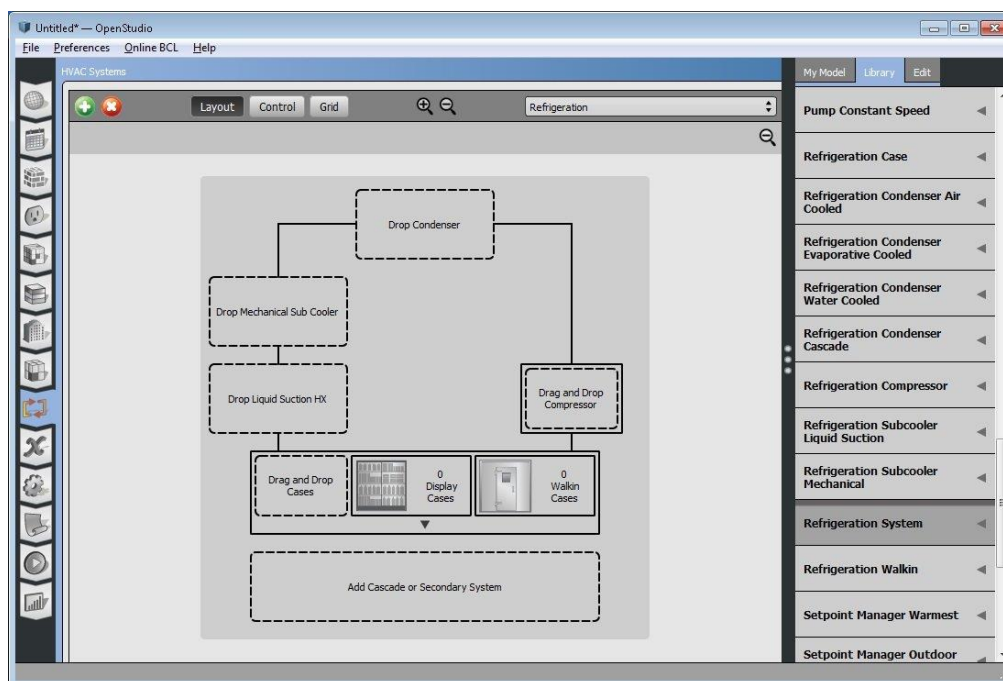 Untitled* — OpenStudio
File Preferences Online BCL Help
HVAC Systems
My Model Library Edit
Layout Control Grid Refrigeration
Drop Condenser
Drop Mechanical Sub Cooler
Drop Liquid Suction HX
Drag and Drop
Compressor
Drag and Drop
Cases
0
Display
Cases
0
Walkin
Cases
Add Cascade or Secondary System
Pump Constant Speed
Refrigeration Case
Refrigeration Condenser Air
Cooled
Refrigeration Condenser
Evaporative Cooled
Refrigeration Condenser
Water Cooled
Refrigeration Condenser
Cascade
Refrigeration Compressor
Refrigeration Subcooler
Liquid Suction
Refrigeration Subcooler
Mechanical
Refrigeration System
Refrigeration Walkin
Setpoint Manager Warmest
Setpoint Manager Outdoor